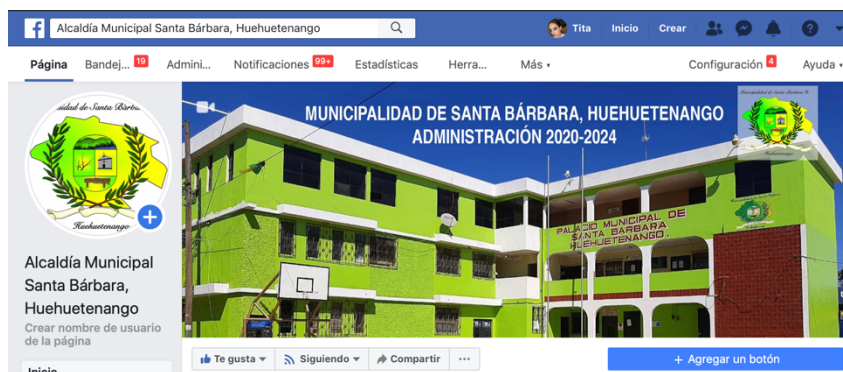 Alcaldía Municipal Santa Bárbara, Huehuetenango
Tita
Inicio
Crear
Página
Bandej... 19
Admini...
Notificaciones 99+
Estadísticas
Herra...
Más
Configuración 4
Ayuda
MUNICIPALIDAD DE SANTA BÁRBARA, HUEHUETENANGO
ADMINISTRACIÓN 2020-2024
Huehuetenango
PALACIO MUNICIPAL DE
SANTA BARBARA
HUEHUETENANGO.
Alcaldía Municipal
Santa Bárbara,
Huehuetenango
Crear nombre de usuario
de la página
Te gusta
Siguiendo
Compartir
+ Agregar un botón
Inicio